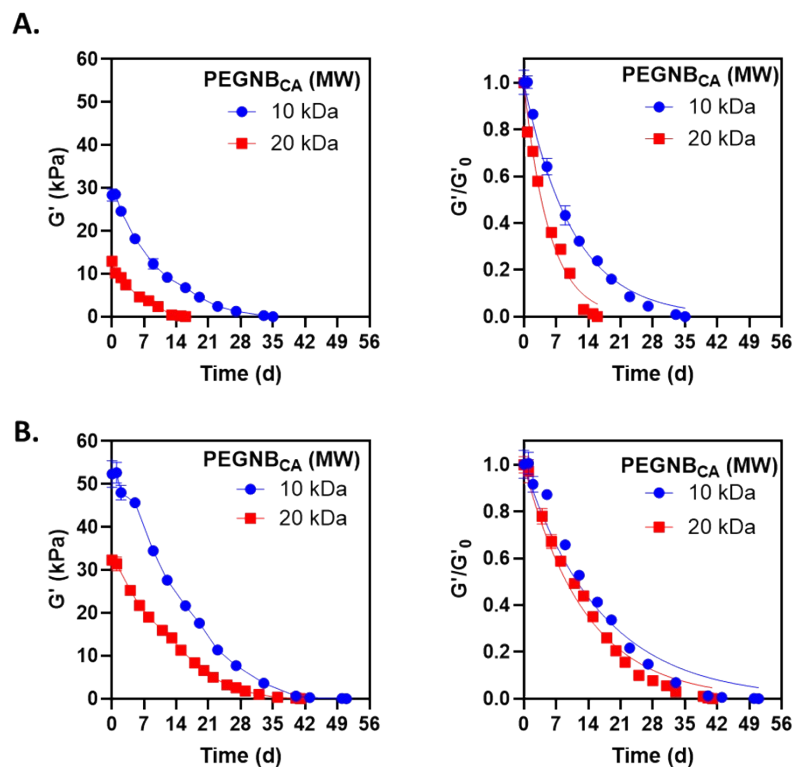 A.
60
50
40
30
20
10
0
G' (kPa)
PEGNB_CA (MW)
10 kDa
20 kDa
0 7 14 21 28 35 42 49 56
Time (d)
1.0
0.8
0.6
0.4
0.2
0.0
G'/G'₀
PEGNB_CA (MW)
10 kDa
20 kDa
0 7 14 21 28 35 42 49 56
Time (d)
B.
60
50
40
30
20
10
0
G' (kPa)
PEGNB_CA (MW)
10 kDa
20 kDa
0 7 14 21 28 35 42 49 56
Time (d)
1.0
0.8
0.6
0.4
0.2
0.0
G'/G'₀
PEGNB_CA (MW)
10 kDa
20 kDa
0 7 14 21 28 35 42 49 56
Time (d)